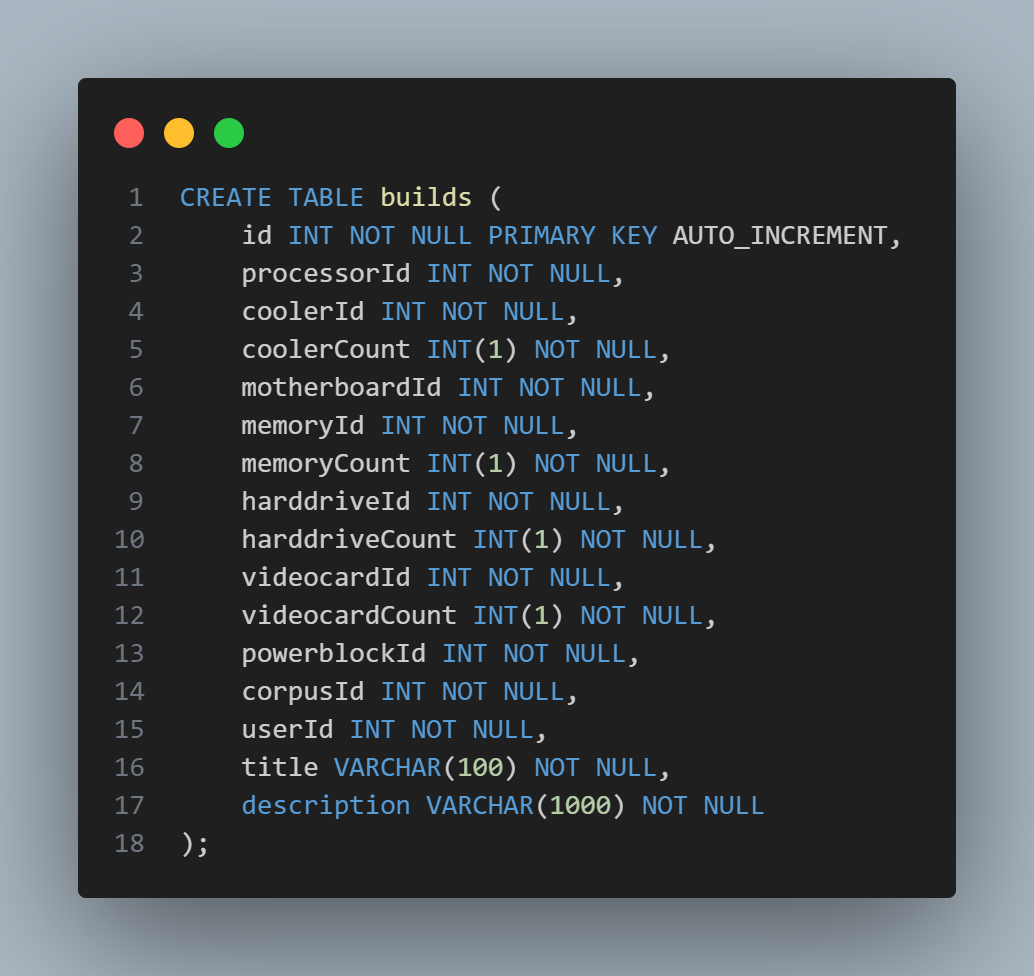 1 CREATE TABLE builds (
2     id INT NOT NULL PRIMARY KEY AUTO_INCREMENT,
3     processorId INT NOT NULL,
4     coolerId INT NOT NULL,
5     coolerCount INT(1) NOT NULL,
6     motherboardId INT NOT NULL,
7     memoryId INT NOT NULL,
8     memoryCount INT(1) NOT NULL,
9     harddriveId INT NOT NULL,
10     harddriveCount INT(1) NOT NULL,
11     videocardId INT NOT NULL,
12     videocardCount INT(1) NOT NULL,
13     powerblockId INT NOT NULL,
14     corpusId INT NOT NULL,
15     userId INT NOT NULL,
16     title VARCHAR(100) NOT NULL,
17     description VARCHAR(1000) NOT NULL
18 );